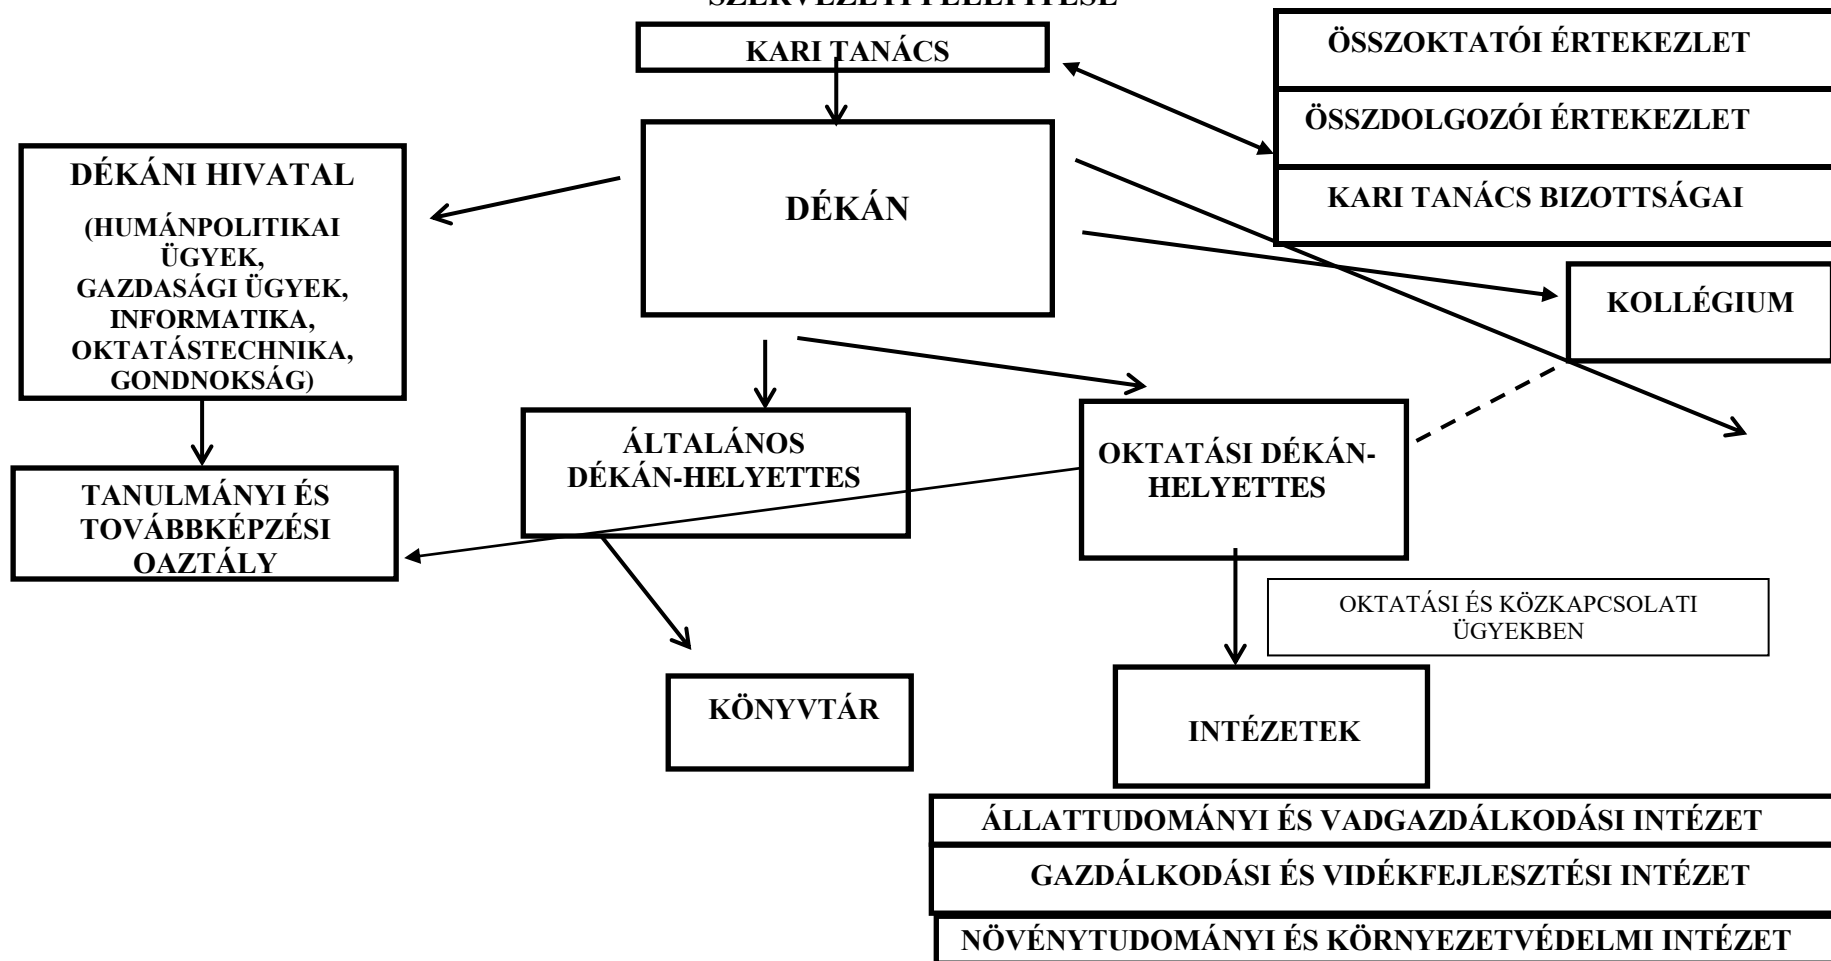 SZERVEZETI FELÉPÍTÉSE
KARI TANÁCS
ÖSSZOKTATÓI ÉRTEKEZLET
ÖSSZDOLGOZÓI ÉRTEKEZLET
KARI TANÁCS BIZOTTSÁGAI
DÉKÁNI HIVATAL
(HUMÁNPOLITIKAI
ÜGYEK,
GAZDASÁGI ÜGYEK,
INFORMATIKA,
OKTATÁSTECHNIKA,
GONDNOKSÁG)
DÉKÁN
KOLLÉGIUM
ÁLTALÁNOS
DÉKÁN-HELYETTES
OKTATÁSI DÉKÁN-
HELYETTES
TANULMÁNYI ÉS
TOVÁBBKÉPZÉSI
OAZTÁLY
OKTATÁSI ÉS KÖZKAPCSOLATI
ÜGYEKBEN
KÖNYVTÁR
INTÉZETEK
ÁLLATTUDOMÁNYI ÉS VADGAZDÁLKODÁSI INTÉZET
GAZDÁLKODÁSI ÉS VIDÉKFEJLESZTÉSI INTÉZET
NÖVÉNYTUDOMÁNYI ÉS KÖRNYEZETVÉDELMI INTÉZET